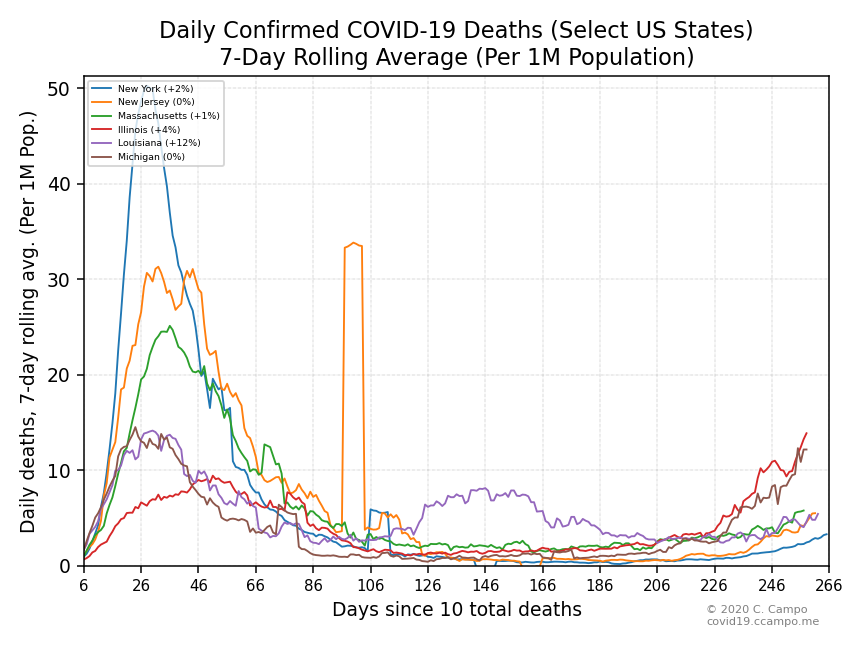 Daily Confirmed COVID-19 Deaths (Select US States)
7-Day Rolling Average (Per 1M Population)
Daily deaths, 7-day rolling avg. (Per 1M Pop.)
50
40
30
20
10
0
New York (+2%)
New Jersey (0%)
Massachusetts (+1%)
Illinois (+4%)
Louisiana (+12%)
Michigan (0%)
6 26 46 66 86 106 126 146 166 186 206 226 246 266
Days since 10 total deaths
© 2020 C. Campo
covid19.ccampo.me